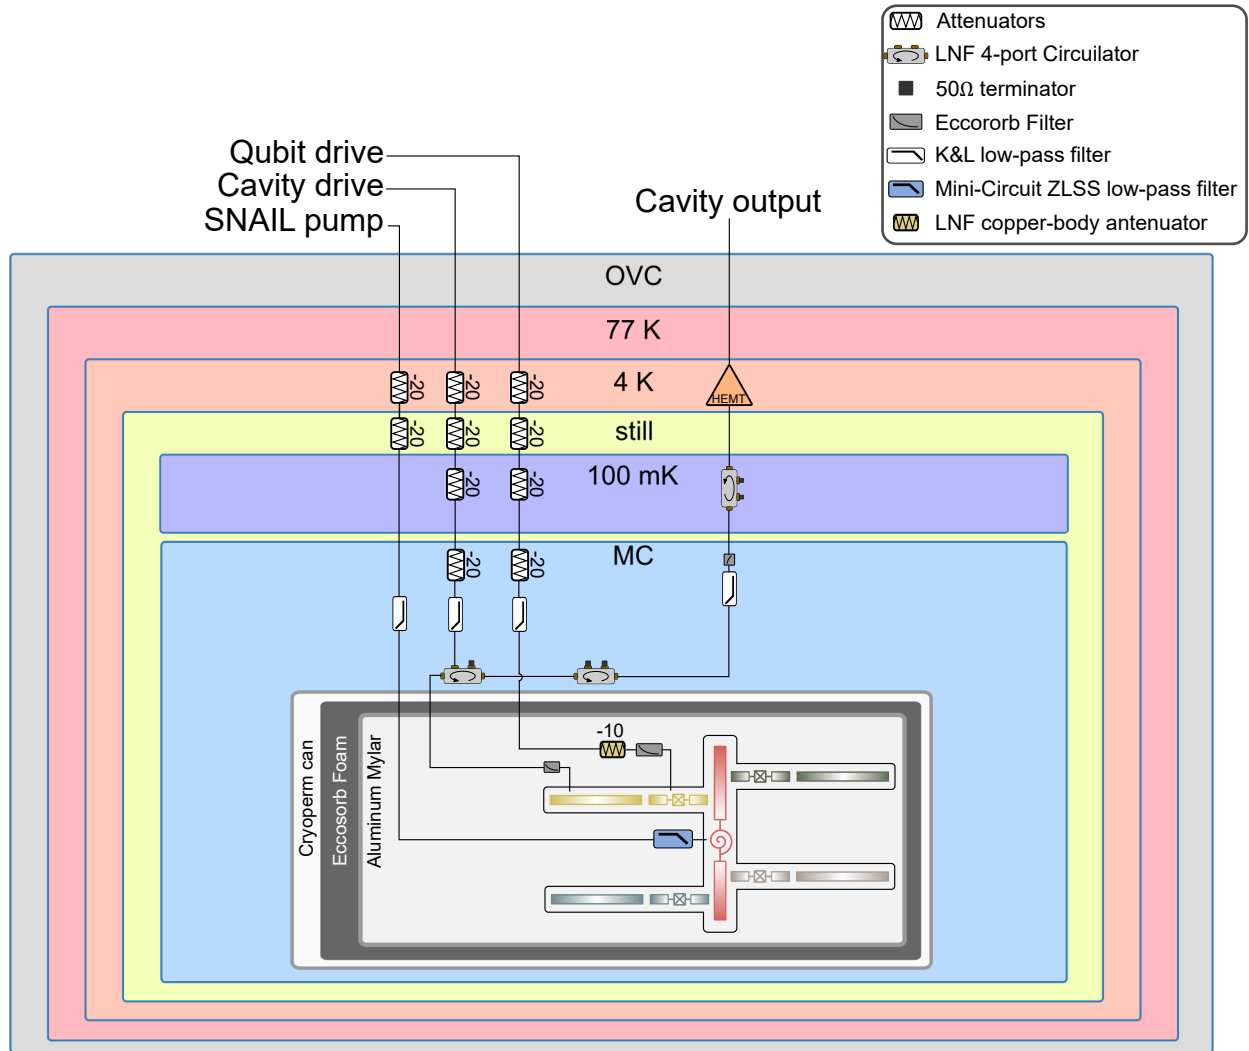 Attenuators
LNF 4-port Circuilator
50Ω terminator
Eccororb Filter
K&L low-pass filter
Mini-Circuit ZLSS low-pass filter
LNF copper-body antenuator
Qubit drive
Cavity drive
SNAIL pump
Cavity output
OVC
77 K
4 K
-20
-20
-20
HEMT
still
-20
-20
-20
100 mK
-20
-20
MC
-20
-20
-10
Cryoperm can
Eccosorb Foam
Aluminum Mylar